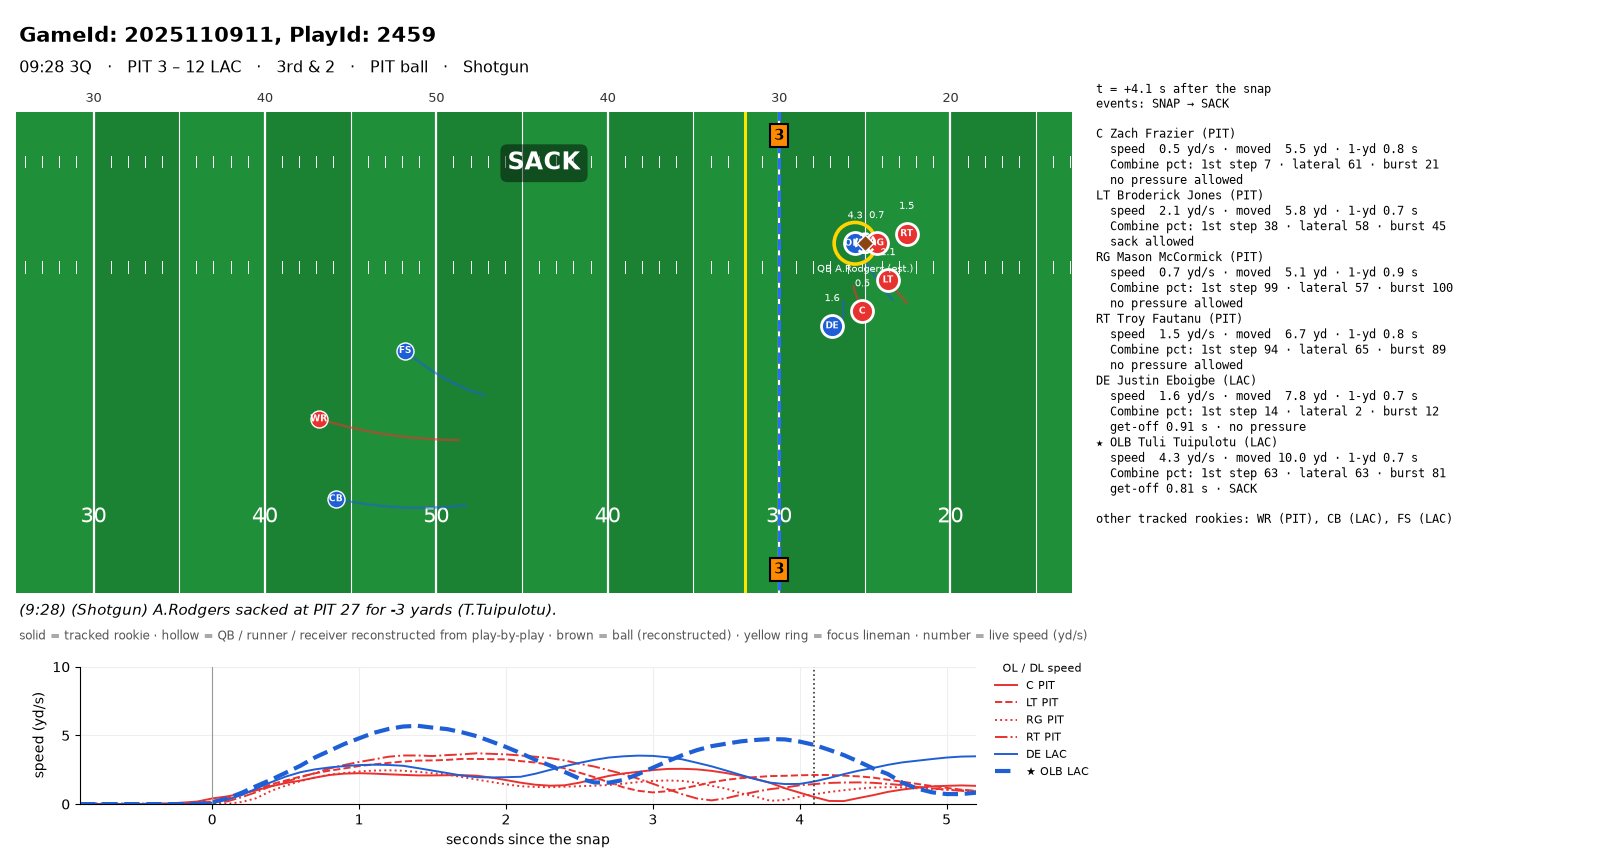 GameId: 2025110911, PlayId: 2459
09:28 3Q · PIT 3 – 12 LAC · 3rd & 2 · PIT ball · Shotgun
30 40 50 40 30 20
3
SACK
1.5
4.3 0.7
RT
2.1
QB A.Rodgers (est.)
LT
0.5
1.6
C
DE
FS
WR
CB
30 40 50 40 30 20
3
(9:28) (Shotgun) A.Rodgers sacked at PIT 27 for -3 yards (T.Tuipulotu).
solid = tracked rookie · hollow = QB / runner / receiver reconstructed from play-by-play · brown = ball (reconstructed) · yellow ring = focus lineman · number = live speed (yd/s)
t = +4.1 s after the snap
events: SNAP → SACK
C Zach Frazier (PIT)
speed 0.5 yd/s · moved 5.5 yd · 1-yd 0.8 s
Combine pct: 1st step 7 · lateral 61 · burst 21
no pressure allowed
LT Broderick Jones (PIT)
speed 2.1 yd/s · moved 5.8 yd · 1-yd 0.7 s
Combine pct: 1st step 38 · lateral 58 · burst 45
sack allowed
RG Mason McCormick (PIT)
speed 0.7 yd/s · moved 5.1 yd · 1-yd 0.9 s
Combine pct: 1st step 99 · lateral 57 · burst 100
no pressure allowed
RT Troy Fautanu (PIT)
speed 1.5 yd/s · moved 6.7 yd · 1-yd 0.8 s
Combine pct: 1st step 94 · lateral 65 · burst 89
no pressure allowed
DE Justin Eboigbe (LAC)
speed 1.6 yd/s · moved 7.8 yd · 1-yd 0.7 s
Combine pct: 1st step 14 · lateral 2 · burst 12
get-off 0.91 s · no pressure
★ OLB Tuli Tuipulotu (LAC)
speed 4.3 yd/s · moved 10.0 yd · 1-yd 0.7 s
Combine pct: 1st step 63 · lateral 63 · burst 81
get-off 0.81 s · SACK
other tracked rookies: WR (PIT), CB (LAC), FS (LAC)
10
5
0
speed (yd/s)
0 1 2 3 4 5
seconds since the snap
OL / DL speed
C PIT
LT PIT
RG PIT
RT PIT
DE LAC
★ OLB LAC